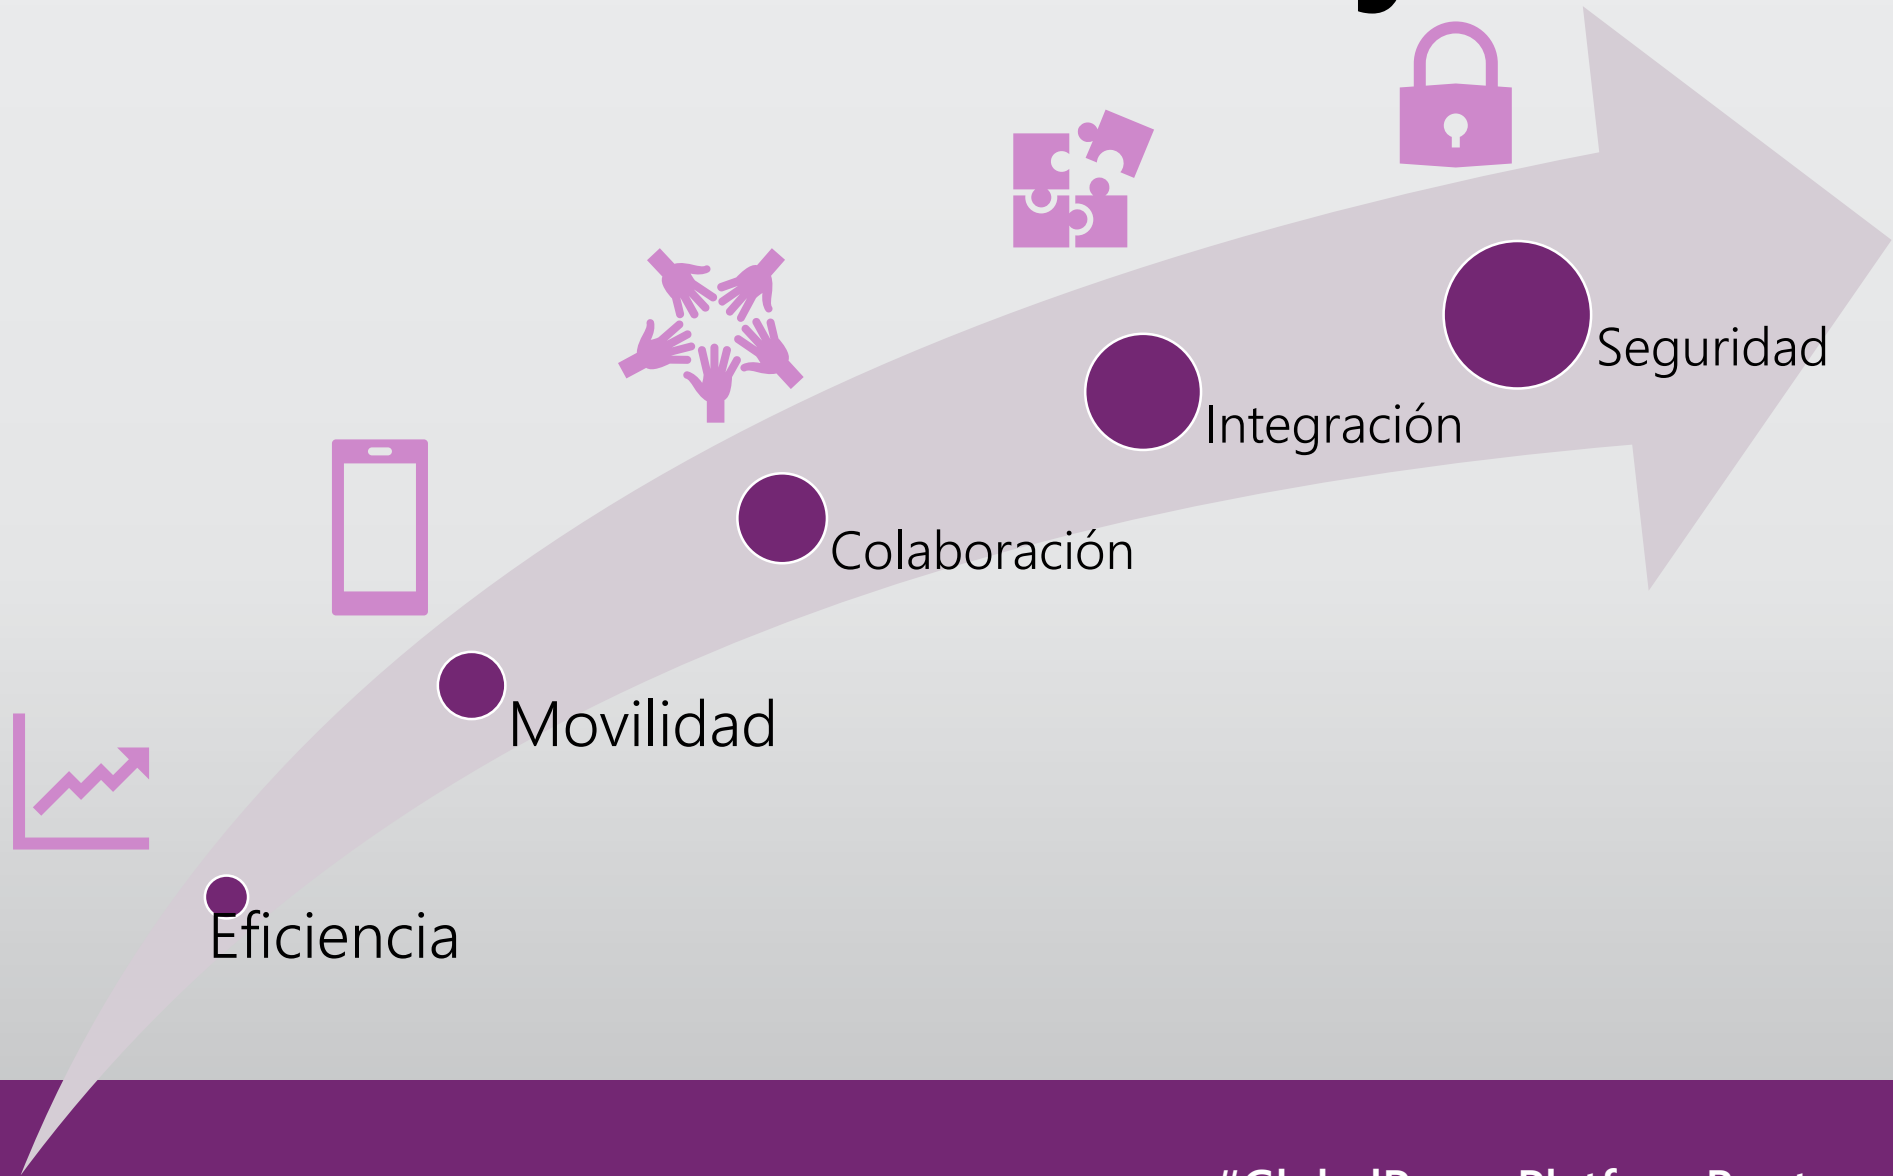 Seguridad
Integración
Colaboración
Movilidad
Eficiencia